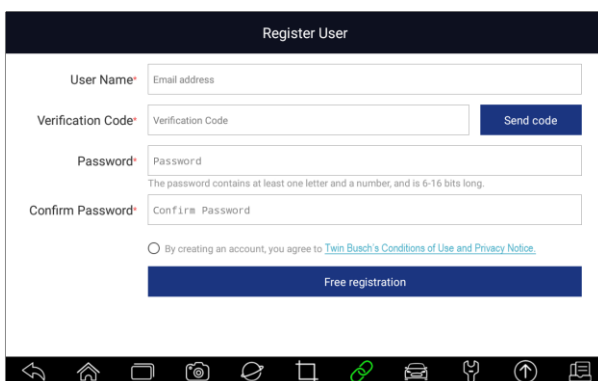 Register User
User Name* Email address
Verification Code* Verification Code Send code
Password* Password
The password contains at least one letter and a number, and is 6-16 bits long.
Confirm Password* Confirm Password
By creating an account, you agree to Twin Busch's Conditions of Use and Privacy Notice.
Free registration